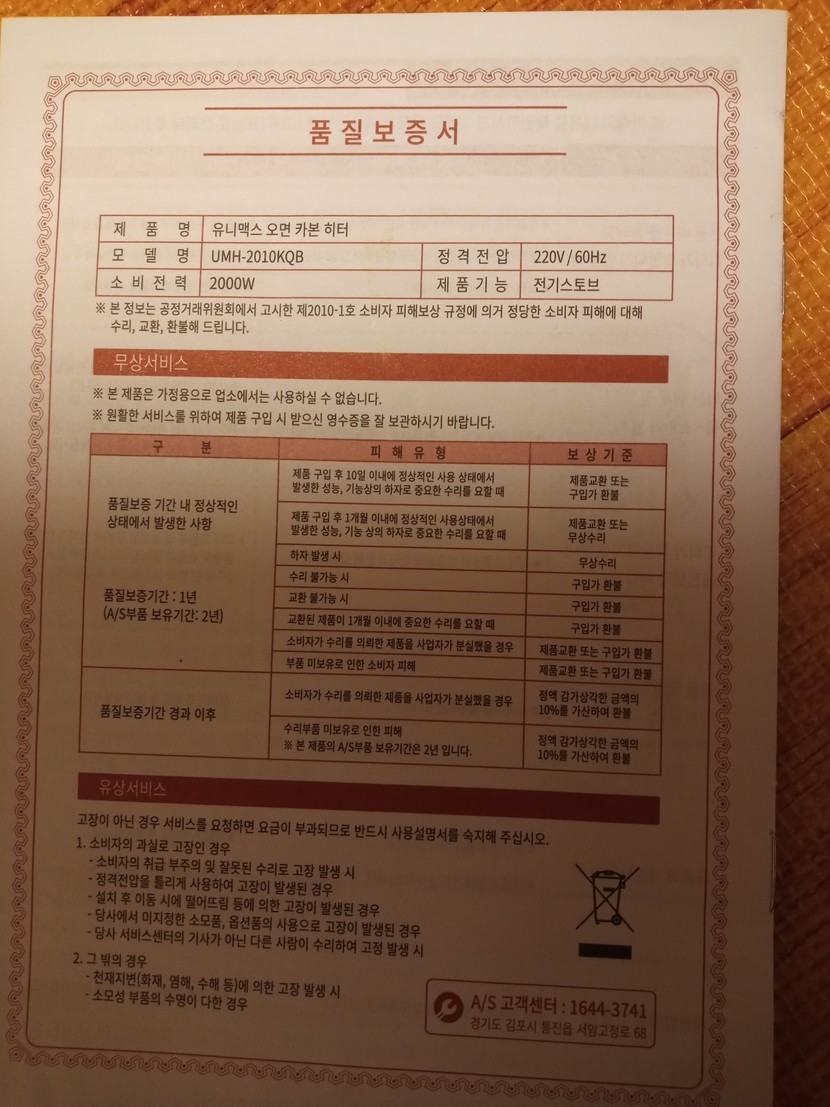 품질보증서
제 품 명 유니맥스 오면 카본 히터
모 델 명 UMH-2010KQB 정격전압 220V / 60Hz
소비전력 2000W 제품기능 전기스토브
※ 본 정보는 공정거래위원회에서 고시한 제2010-1호 소비자 피해보상 규정에 의거 정당한 소비자 피해에 대해
수리, 교환, 환불해 드립니다.
무상서비스
※ 본 제품은 가정용으로 업소에서는 사용하실 수 없습니다.
※ 원활한 서비스를 위하여 제품 구입 시 받으신 영수증을 잘 보관하시기 바랍니다.
구 분 피해유형 보상기준
품질보증 기간 내 정상적인
상태에서 발생한 사항
품질보증기간 : 1년
(A/S부품 보유기간: 2년)
제품 구입 후 10일 이내에 정상적인 사용 상태에서
발생한 성능, 기능상의 하자로 중요한 수리를 요할 때
제품교환 또는
구입가 환불
제품 구입 후 1개월 이내에 정상적인 사용상태에서
발생한 성능, 기능 상의 하자로 중요한 수리를 요할 때
제품교환 또는
무상수리
하자 발생 시 무상수리
수리 불가능 시 구입가 환불
교환 불가능 시 구입가 환불
교환된 제품이 1개월 이내에 중요한 수리를 요할 때 구입가 환불
소비자가 수리를 의뢰한 제품을 사업자가 분실했을 경우 제품교환 또는 구입가 환불
부품 미보유로 인한 소비자 피해 제품교환 또는 구입가 환불
품질보증기간 경과 이후
소비자가 수리를 의뢰한 제품을 사업자가 분실했을 경우
정액 감가상각한 금액의
10%를 가산하여 환불
수리부품 미보유로 인한 피해
※ 본 제품의 A/S부품 보유기간은 2년 입니다.
정액 감가상각한 금액의
10%를 가산하여 환불
유상서비스
고장이 아닌 경우 서비스를 요청하면 요금이 부과되므로 반드시 사용설명서를 숙지해 주십시오.
1. 소비자의 과실로 고장인 경우
- 소비자의 취급 부주의 및 잘못된 수리로 고장 발생 시
- 정격전압을 틀리게 사용하여 고장이 발생된 경우
- 설치 후 이동 시에 떨어뜨림 등에 의한 고장이 발생된 경우
- 당사에서 미지정한 소모품, 옵션품의 사용으로 고장이 발생된 경우
- 당사 서비스센터의 기사가 아닌 다른 사람이 수리하여 고정 발생 시
2. 그 밖의 경우
- 천재지변(화재, 염해, 수해 등)에 의한 고장 발생 시
- 소모성 부품의 수명이 다한 경우
A/S 고객센터 : 1644-3741
경기도 김포시 통진읍 서암고정로 68